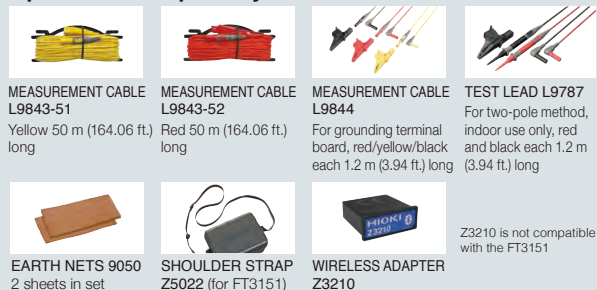 MEASUREMENT CABLE
L9843-51
Yellow 50 m (164.06 ft.)
long
MEASUREMENT CABLE
L9843-52
Red 50 m (164.06 ft.)
long
MEASUREMENT CABLE
L9844
For grounding terminal
board, red/yellow/black
each 1.2 m (3.94 ft.) long
TEST LEAD L9787
For two-pole method,
indoor use only, red
and black each 1.2 m
(3.94 ft.) long
EARTH NETS 9050
2 sheets in set
SHOULDER STRAP
Z5022 (for FT3151)
HIOKI
Z3210
WIRELESS ADAPTER
Z3210
Z3210 is not compatible
with the FT3151